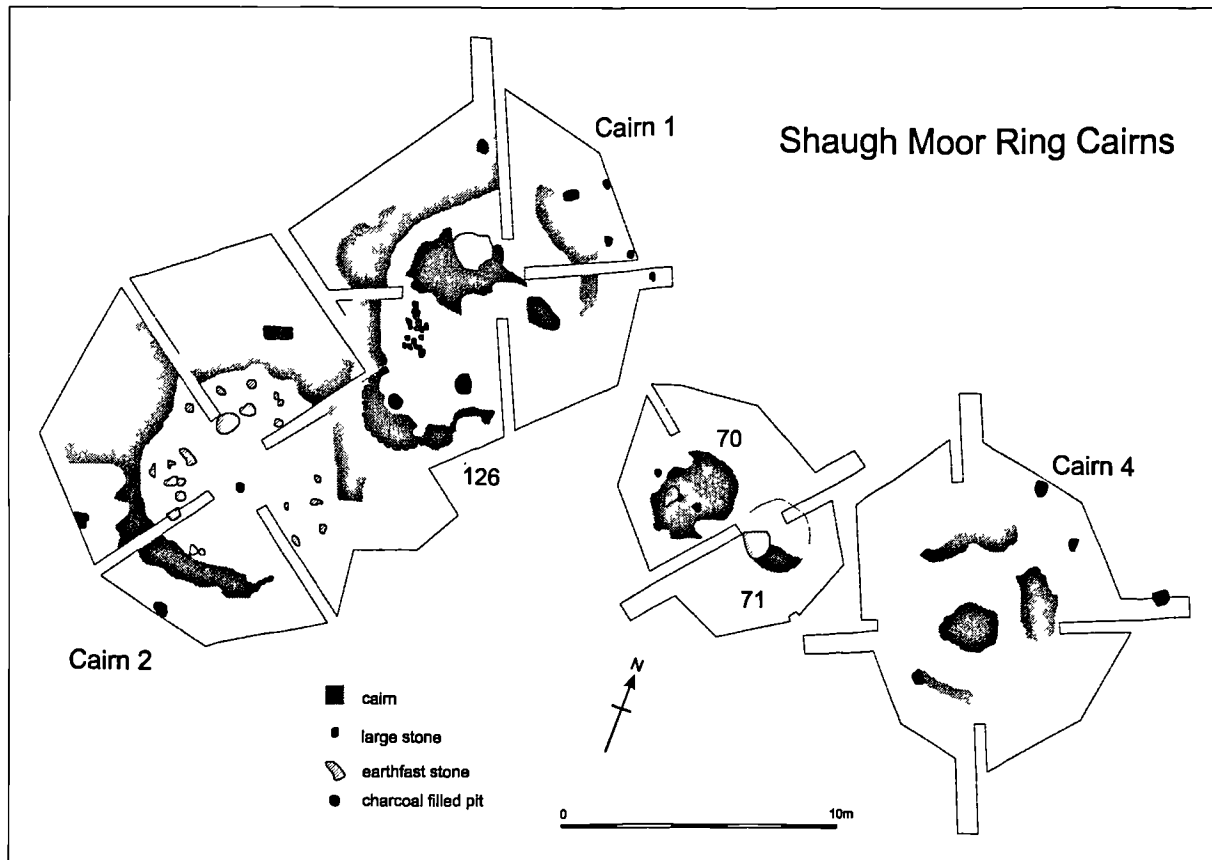 Shaugh Moor Ring Cairns
Cairn 1
126
70
Cairn 4
71
Cairn 2
cairn
large stone
earthfast stone
charcoal filled pit
N
0 10m